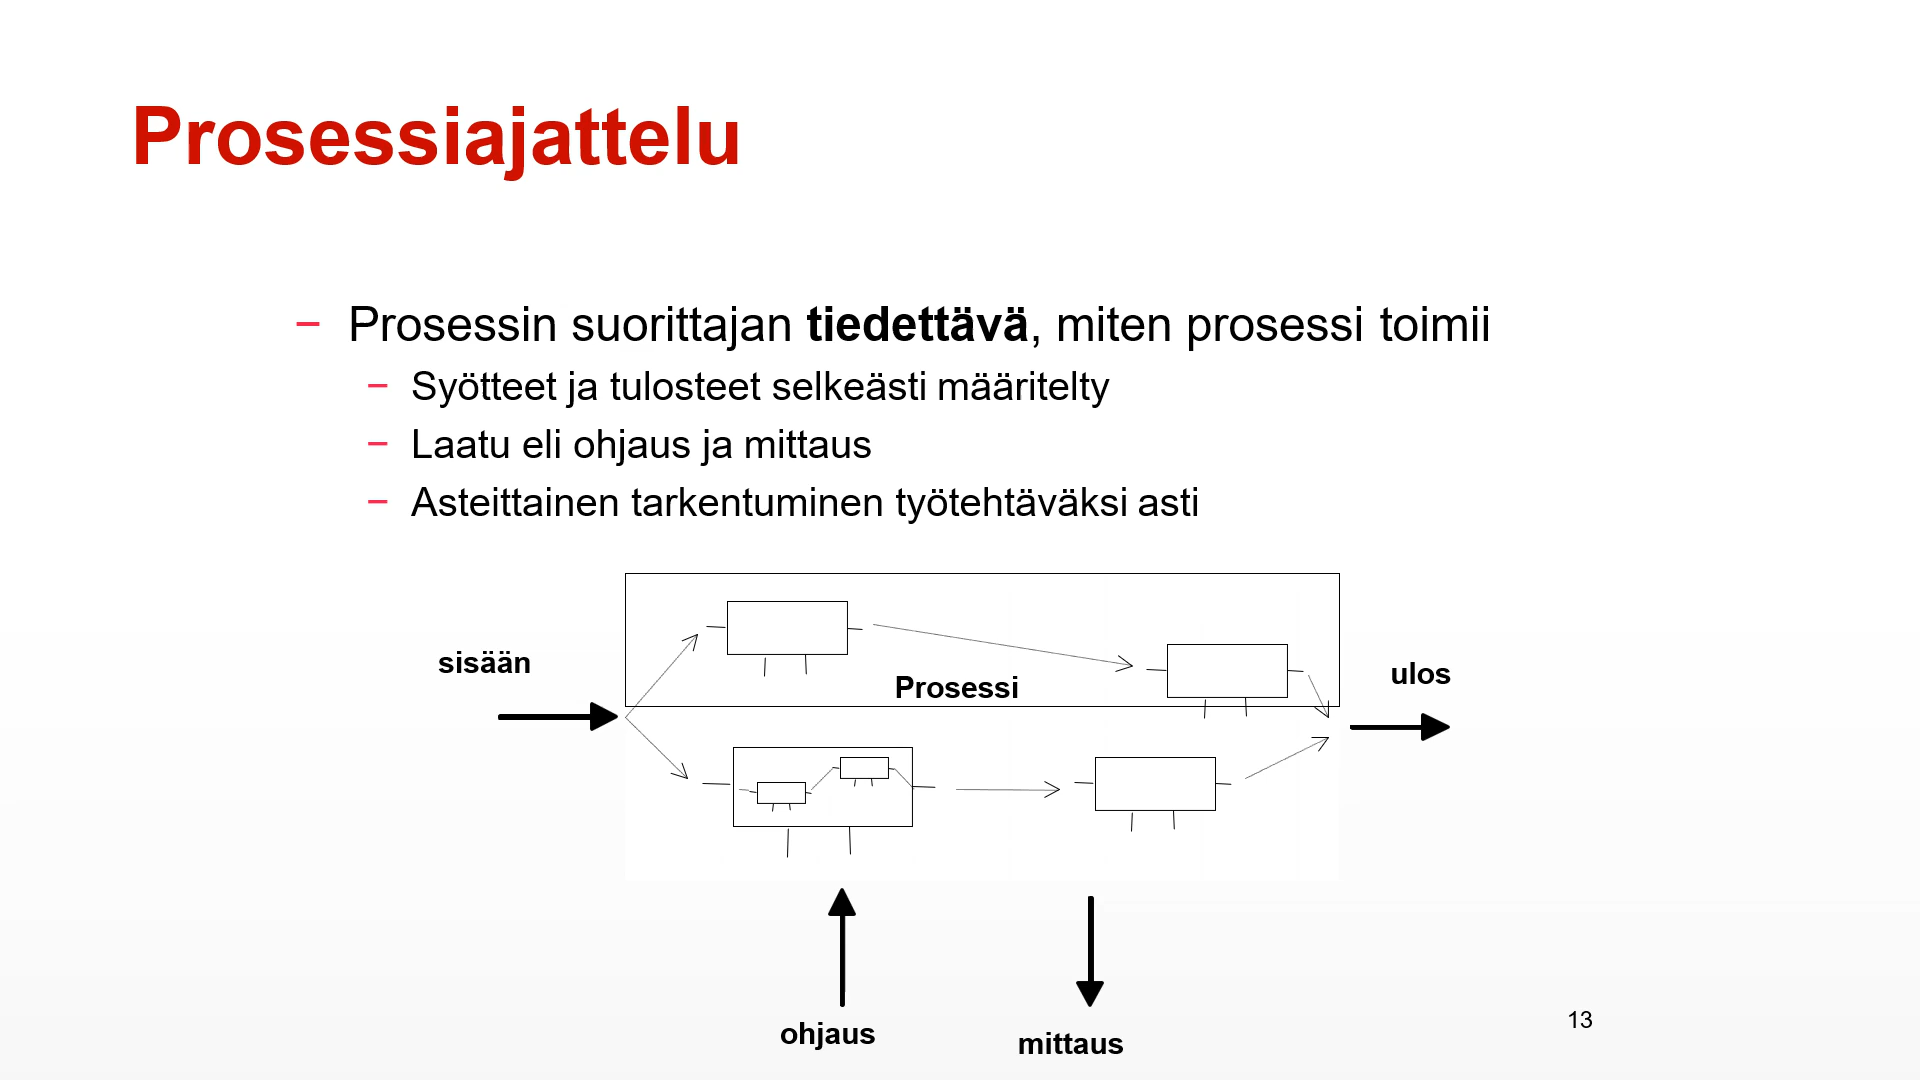 Prosessiajattelu
– Prosessin suorittajan tiedettävä, miten prosessi toimii
– Syötteet ja tulosteet selkeästi määritelty
– Laatu eli ohjaus ja mittaus
– Asteittainen tarkentuminen työtehtäväksi asti
sisään
Prosessi
ulos
ohjaus
mittaus
13